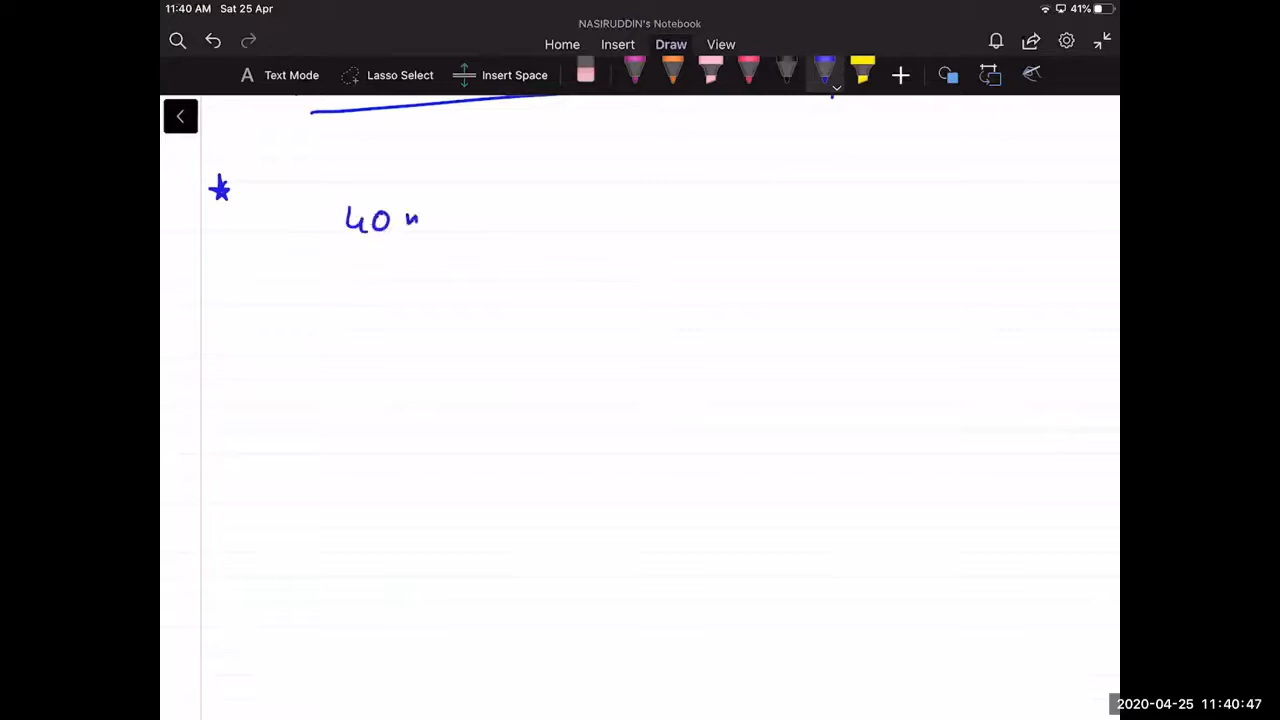 11:40 AM Sat 25 Apr
41%
NASIRUDDIN's Notebook
Home Insert Draw View
Text Mode Lasso Select Insert Space
40 "
2020-04-25 11:40:47